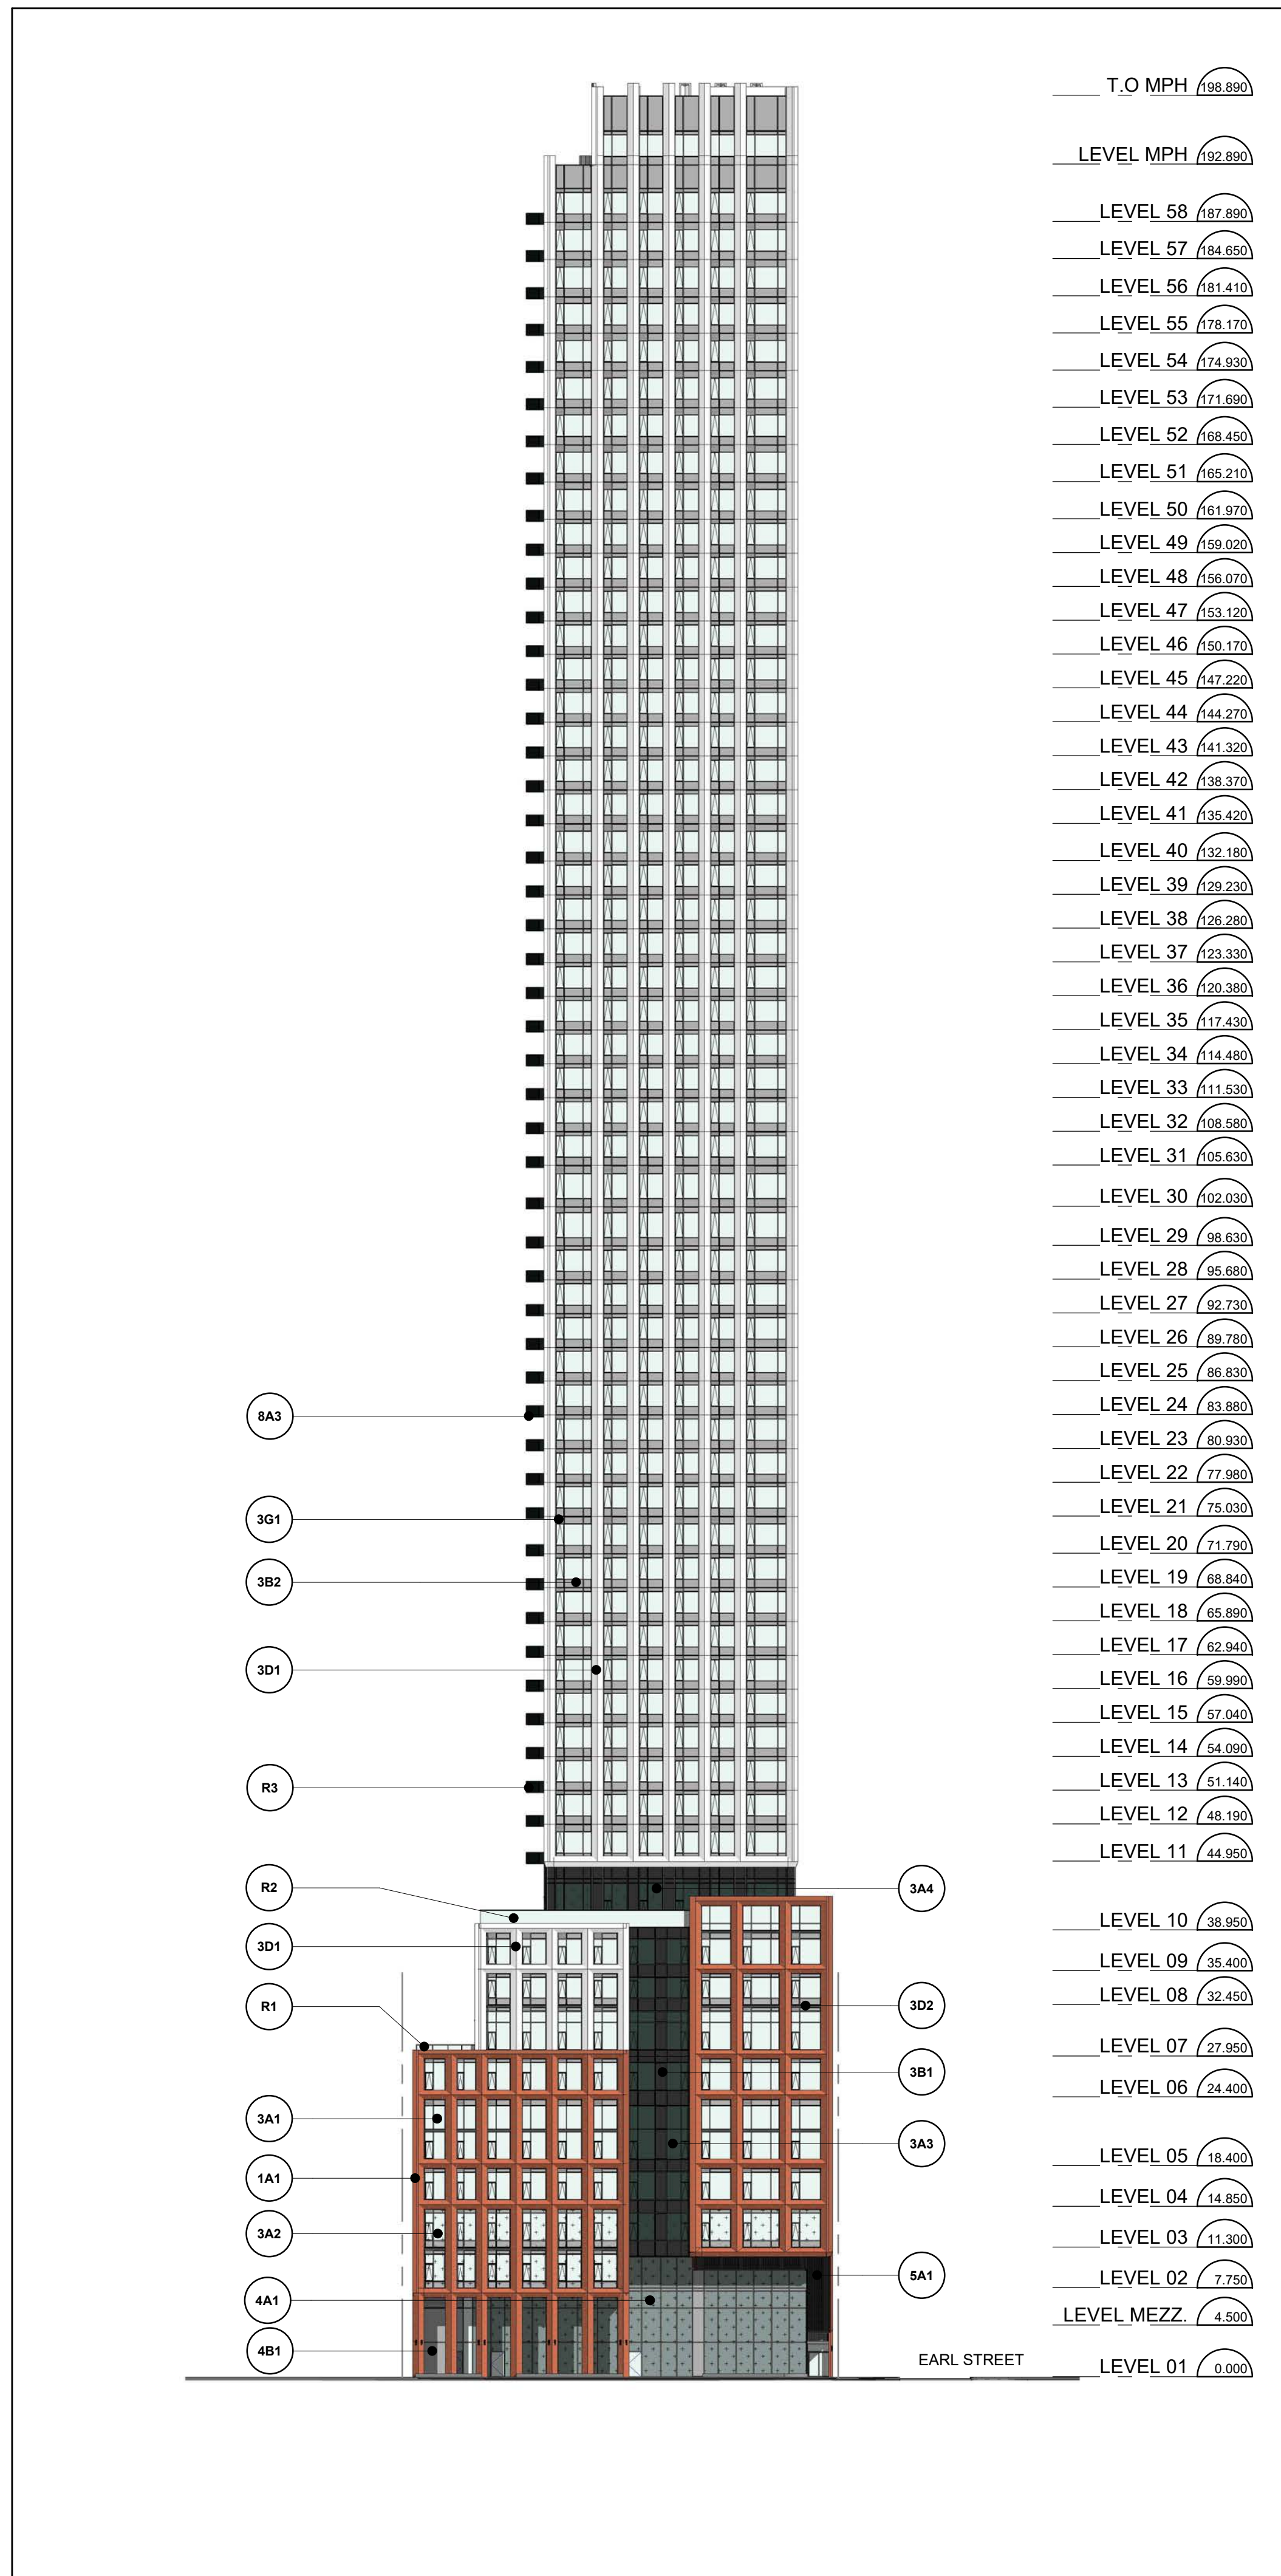 T.O MPH 198.890
LEVEL MPH 192.890
LEVEL 58 187.890
LEVEL 57 184.650
LEVEL 56 181.410
LEVEL 55 178.170
LEVEL 54 174.930
LEVEL 53 171.690
LEVEL 52 168.450
LEVEL 51 165.210
LEVEL 50 161.970
LEVEL 49 159.020
LEVEL 48 156.070
LEVEL 47 153.120
LEVEL 46 150.170
LEVEL 45 147.220
LEVEL 44 144.270
LEVEL 43 141.320
LEVEL 42 138.370
LEVEL 41 135.420
LEVEL 40 132.180
LEVEL 39 129.230
LEVEL 38 126.280
LEVEL 37 123.330
LEVEL 36 120.380
LEVEL 35 117.430
LEVEL 34 114.480
LEVEL 33 111.530
LEVEL 32 108.580
LEVEL 31 105.630
LEVEL 30 102.030
LEVEL 29 98.630
LEVEL 28 95.680
LEVEL 27 92.730
LEVEL 26 89.780
LEVEL 25 86.830
LEVEL 24 83.880
LEVEL 23 80.930
LEVEL 22 77.980
LEVEL 21 75.030
LEVEL 20 71.790
LEVEL 19 68.840
LEVEL 18 65.890
LEVEL 17 62.940
LEVEL 16 59.990
LEVEL 15 57.040
LEVEL 14 54.090
LEVEL 13 51.140
LEVEL 12 48.190
LEVEL 11 44.950
LEVEL 10 38.950
LEVEL 09 35.400
LEVEL 08 32.450
LEVEL 07 27.950
LEVEL 06 24.400
LEVEL 05 18.400
LEVEL 04 14.850
LEVEL 03 11.300
LEVEL 02 7.750
LEVEL MEZZ. 4.500
LEVEL 01 0.000
8A3
3G1
3B2
3D1
R3
R2
3D1
R1
3A1
1A1
3A2
4A1
4B1
3A4
3D2
3B1
3A3
5A1
EARL STREET